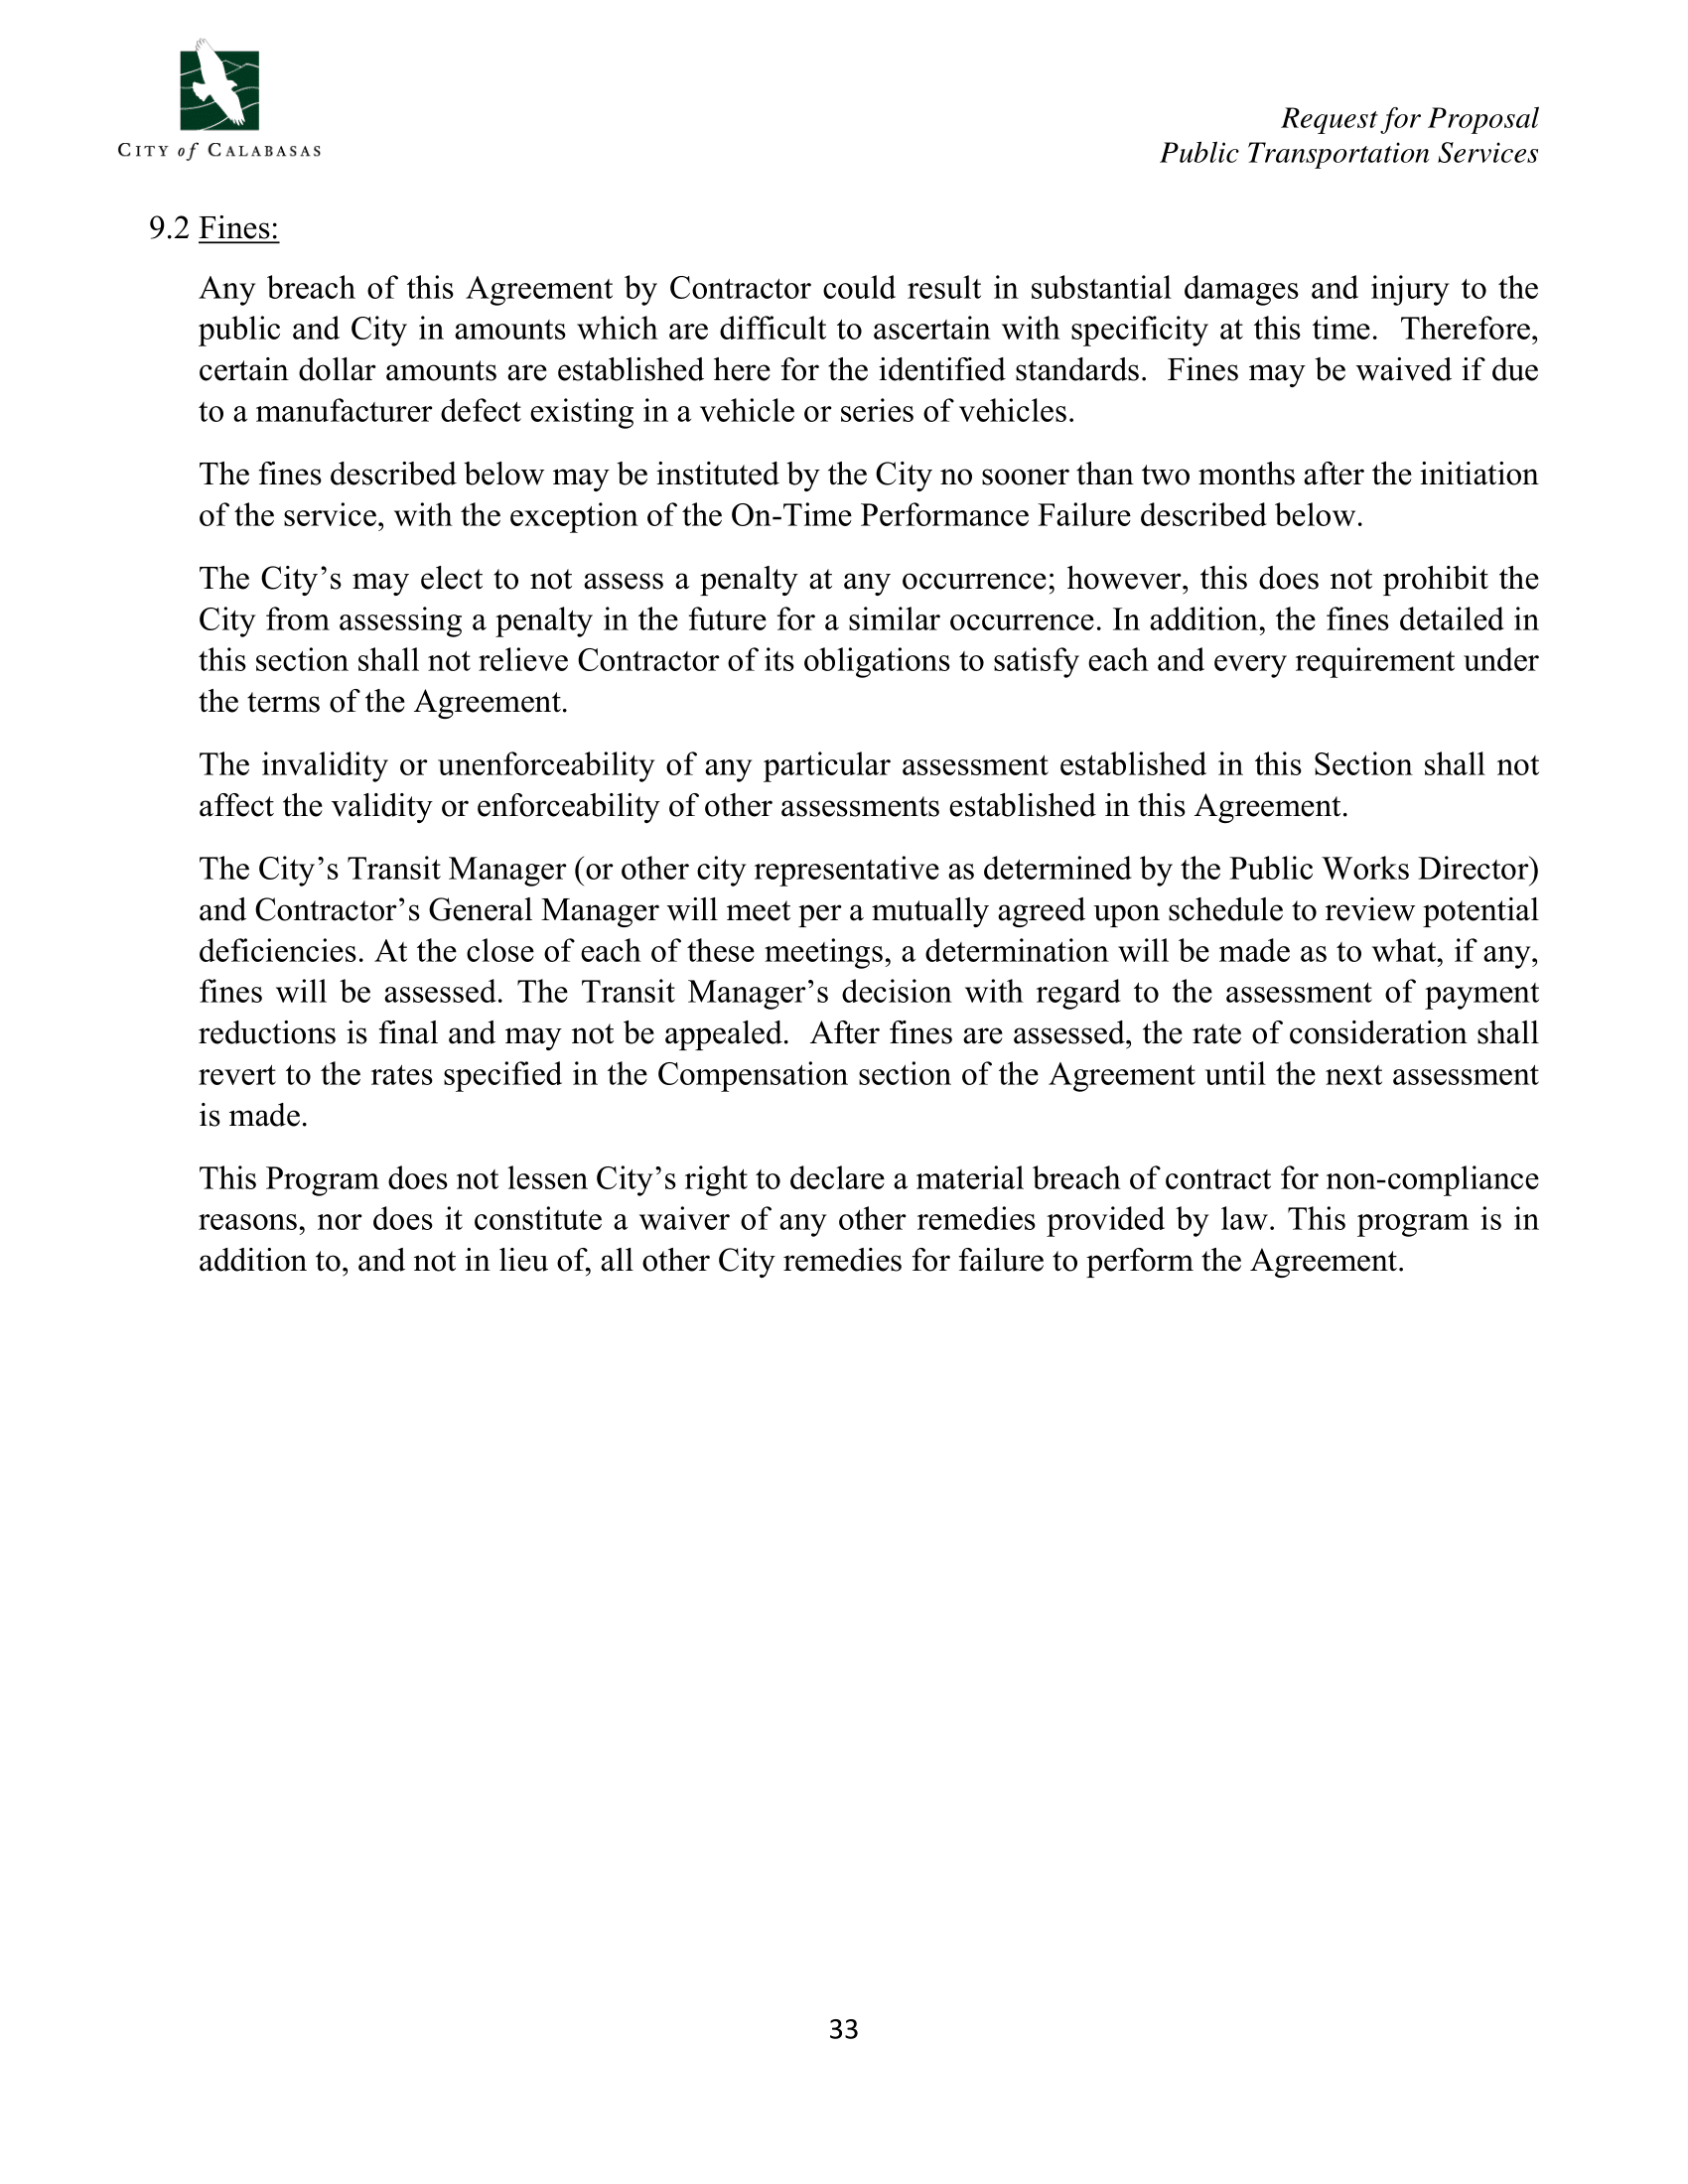 CITY of CALABASAS
Request for Proposal
Public Transportation Services
9.2 Fines:
Any breach of this Agreement by Contractor could result in substantial damages and injury to the
public and City in amounts which are difficult to ascertain with specificity at this time.  Therefore,
certain dollar amounts are established here for the identified standards.  Fines may be waived if due
to a manufacturer defect existing in a vehicle or series of vehicles.
The fines described below may be instituted by the City no sooner than two months after the initiation
of the service, with the exception of the On-Time Performance Failure described below.
The City’s may elect to not assess a penalty at any occurrence; however, this does not prohibit the
City from assessing a penalty in the future for a similar occurrence. In addition, the fines detailed in
this section shall not relieve Contractor of its obligations to satisfy each and every requirement under
the terms of the Agreement.
The invalidity or unenforceability of any particular assessment established in this Section shall not
affect the validity or enforceability of other assessments established in this Agreement.
The City’s Transit Manager (or other city representative as determined by the Public Works Director)
and Contractor’s General Manager will meet per a mutually agreed upon schedule to review potential
deficiencies. At the close of each of these meetings, a determination will be made as to what, if any,
fines will be assessed. The Transit Manager’s decision with regard to the assessment of payment
reductions is final and may not be appealed.  After fines are assessed, the rate of consideration shall
revert to the rates specified in the Compensation section of the Agreement until the next assessment
is made.
This Program does not lessen City’s right to declare a material breach of contract for non-compliance
reasons, nor does it constitute a waiver of any other remedies provided by law. This program is in
addition to, and not in lieu of, all other City remedies for failure to perform the Agreement.
33